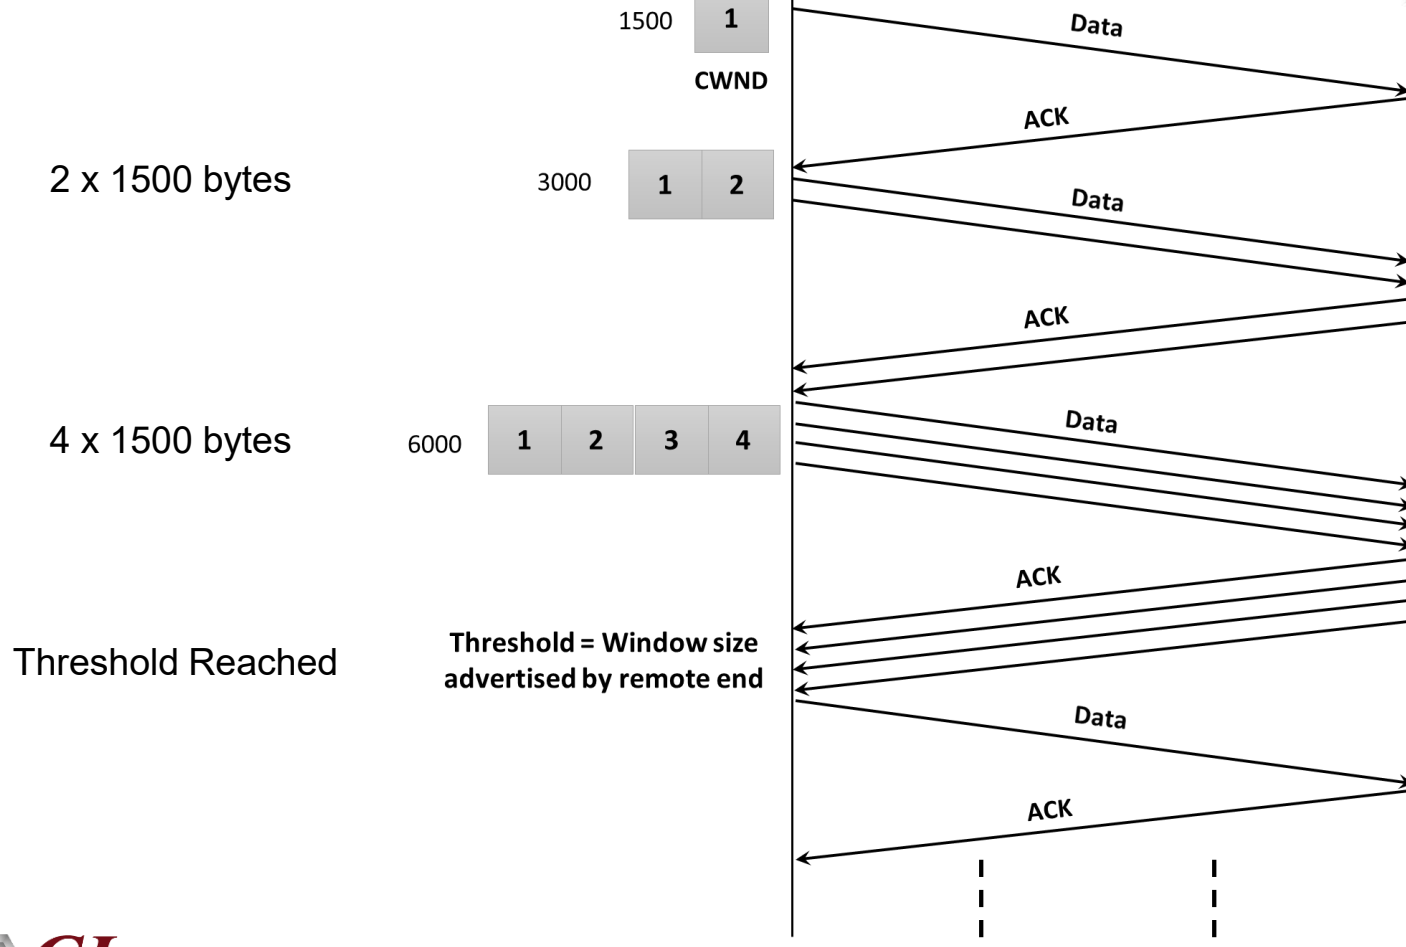 1500 1 Data
CWND
ACK
2 x 1500 bytes 3000 1 2 Data
ACK
4 x 1500 bytes 6000 1 2 3 4 Data
ACK
Threshold Reached
Threshold = Window size
advertised by remote end
Data
ACK